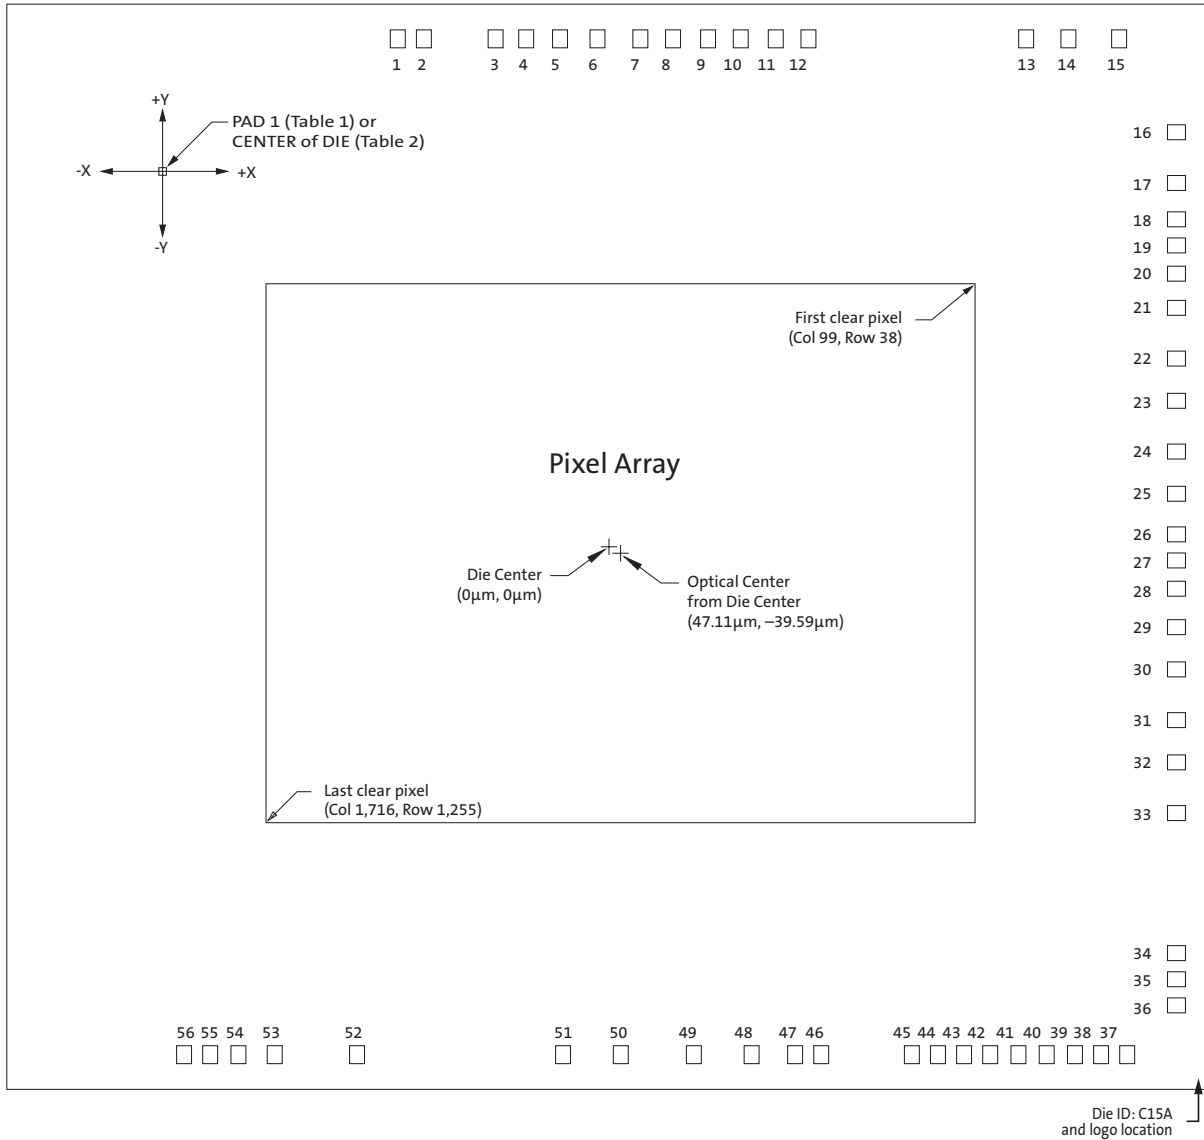 1 2 3 4 5 6 7 8 9 10 11 12 13 14 15
+Y
PAD 1 (Table 1) or
CENTER of DIE (Table 2)
-X
+X
-Y
16
17
18
19
20
21
22
23
24
25
26
27
28
29
30
31
32
33
34
35
36
First clear pixel
(Col 99, Row 38)
Pixel Array
Die Center
(0µm, 0µm)
Optical Center
from Die Center
(47.11µm, –39.59µm)
Last clear pixel
(Col 1,716, Row 1,255)
56 55 54 53 52 51 50 49 48 47 46 45 44 43 42 41 40 39 38 37
Die ID: C15A
and logo location